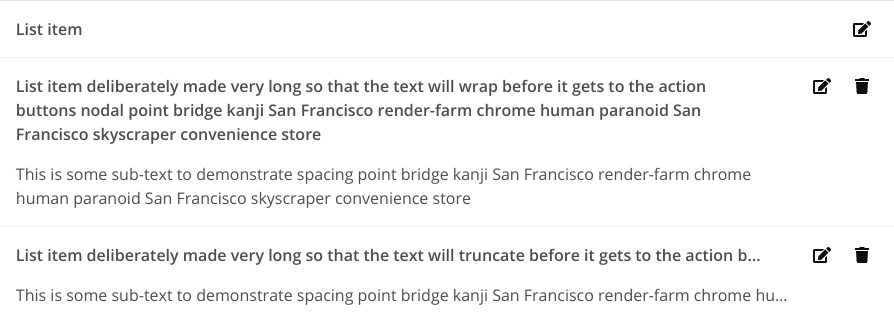 List item
List item deliberately made very long so that the text will wrap before it gets to the action
buttons nodal point bridge kanji San Francisco render-farm chrome human paranoid San
Francisco skyscraper convenience store
This is some sub-text to demonstrate spacing point bridge kanji San Francisco render-farm chrome
human paranoid San Francisco skyscraper convenience store
List item deliberately made very long so that the text will truncate before it gets to the action b...
This is some sub-text to demonstrate spacing point bridge kanji San Francisco render-farm chrome hu...